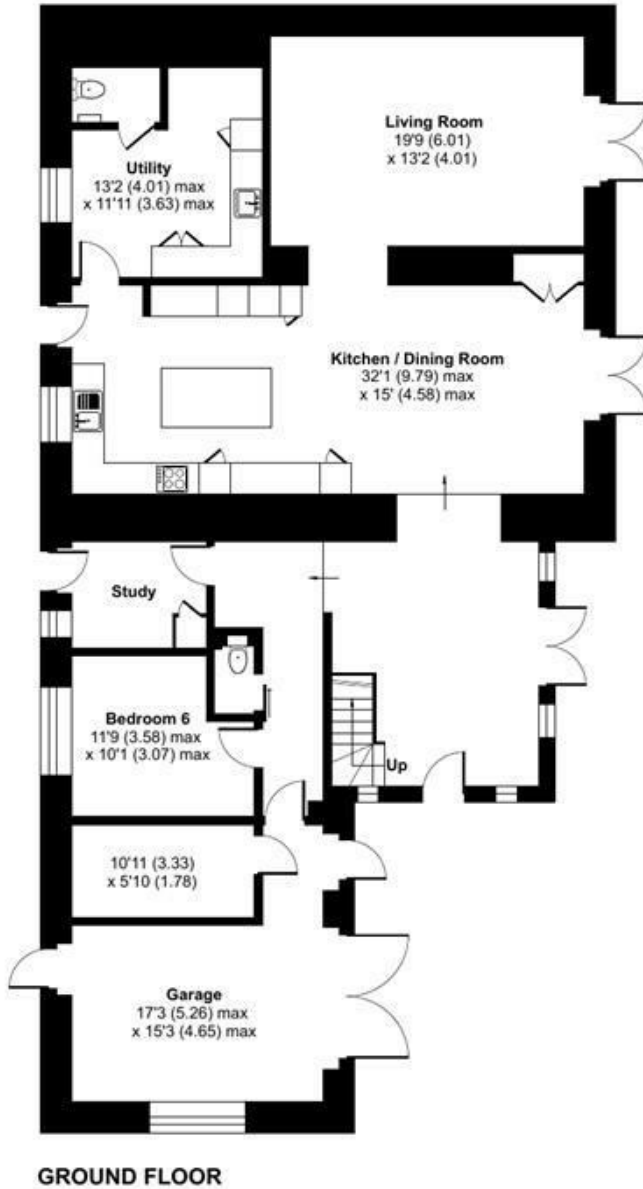 Living Room
19'9 (6.01)
x 13'2 (4.01)
Utility
13'2 (4.01) max
x 11'11 (3.63) max
Kitchen / Dining Room
32'1 (9.79) max
x 15' (4.58) max
Study
Bedroom 6
11'9 (3.58) max
x 10'1 (3.07) max
Up
10'11 (3.33)
x 5'10 (1.78)
Garage
17'3 (5.26) max
x 15'3 (4.65) max
GROUND FLOOR